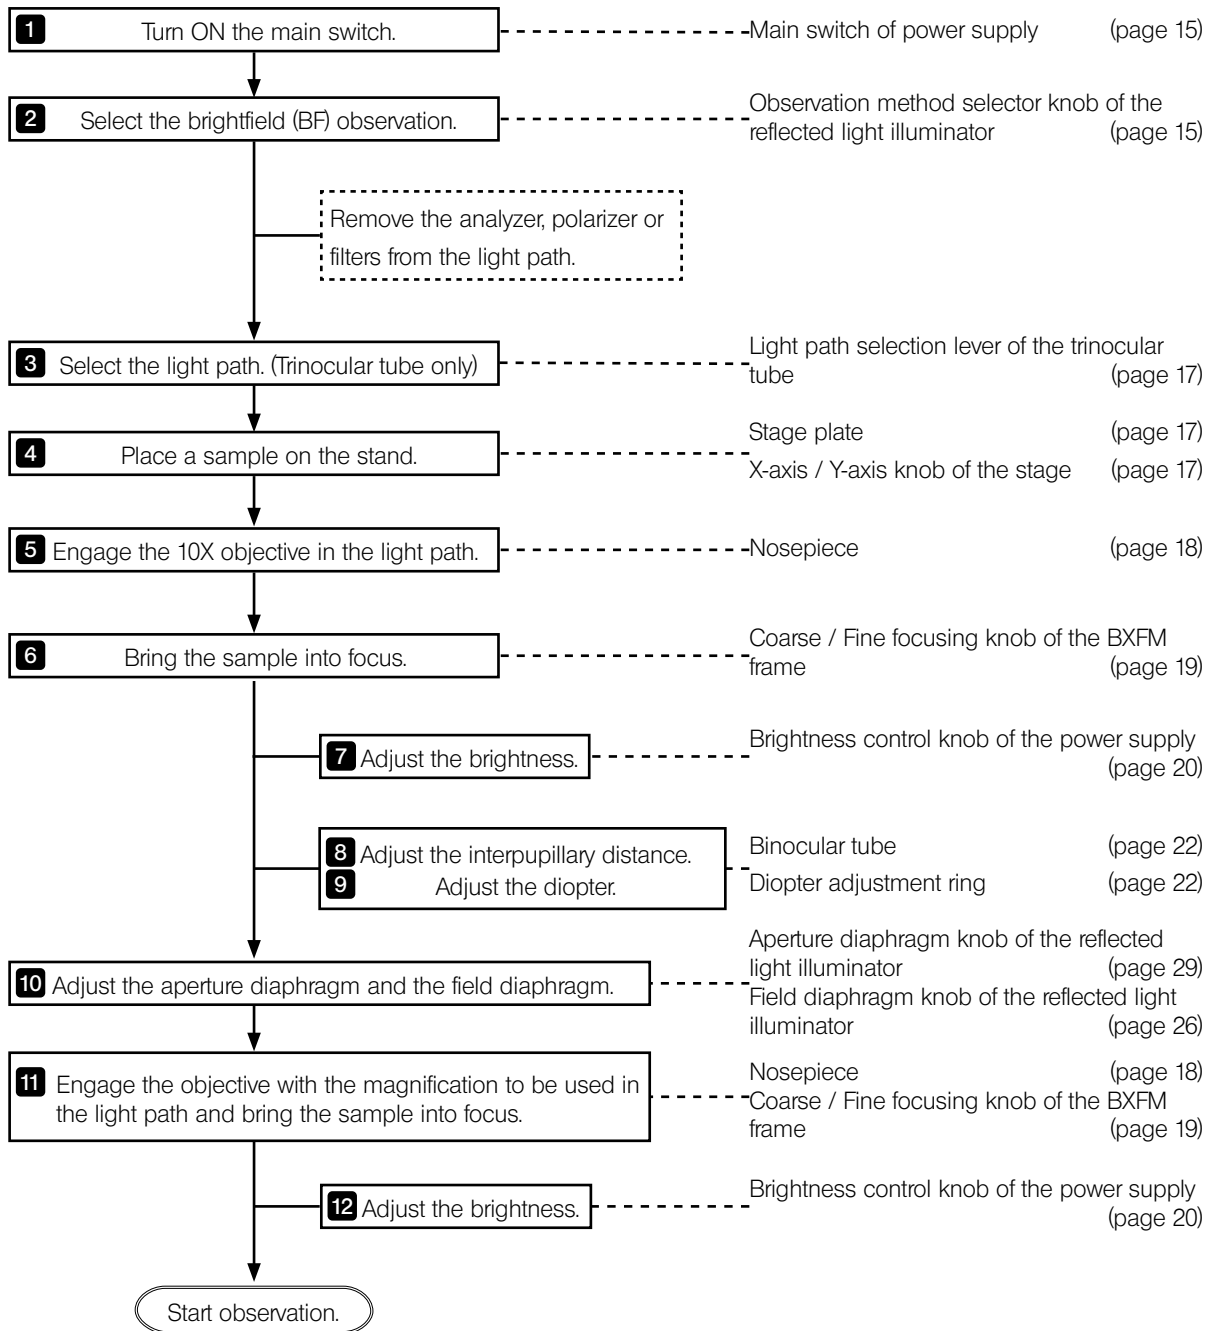 1 Turn ON the main switch.
Main switch of power supply (page 15)
2 Select the brightfield (BF) observation.
Observation method selector knob of the
reflected light illuminator (page 15)
Remove the analyzer, polarizer or
filters from the light path.
3 Select the light path. (Trinocular tube only)
Light path selection lever of the trinocular
tube (page 17)
4 Place a sample on the stand.
Stage plate (page 17)
X-axis / Y-axis knob of the stage (page 17)
5 Engage the 10X objective in the light path.
Nosepiece (page 18)
6 Bring the sample into focus.
Coarse / Fine focusing knob of the BXFM
frame (page 19)
7 Adjust the brightness.
Brightness control knob of the power supply
(page 20)
8 Adjust the interpupillary distance.
9 Adjust the diopter.
Binocular tube (page 22)
Diopter adjustment ring (page 22)
10 Adjust the aperture diaphragm and the field diaphragm.
Aperture diaphragm knob of the reflected
light illuminator (page 29)
Field diaphragm knob of the reflected light
illuminator (page 26)
11 Engage the objective with the magnification to be used in
the light path and bring the sample into focus.
Nosepiece (page 18)
Coarse / Fine focusing knob of the BXFM
frame (page 19)
12 Adjust the brightness.
Brightness control knob of the power supply
(page 20)
Start observation.